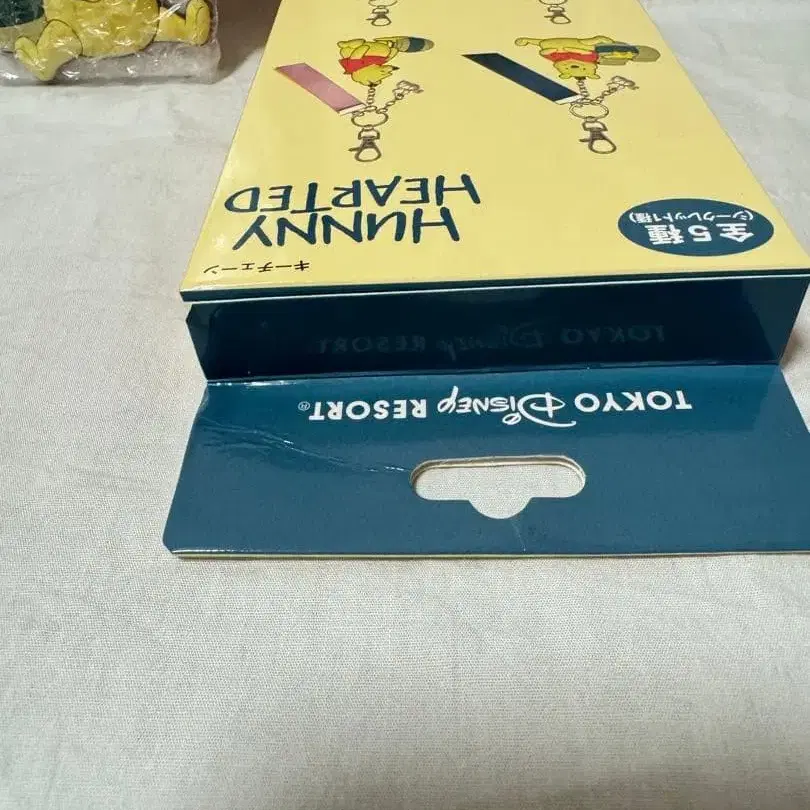 TOKYO Disney RESORT®
TOKYO Disney RESORT
キーチェーン
HUNNY
HEARTED
全5種
(シークレット1種)